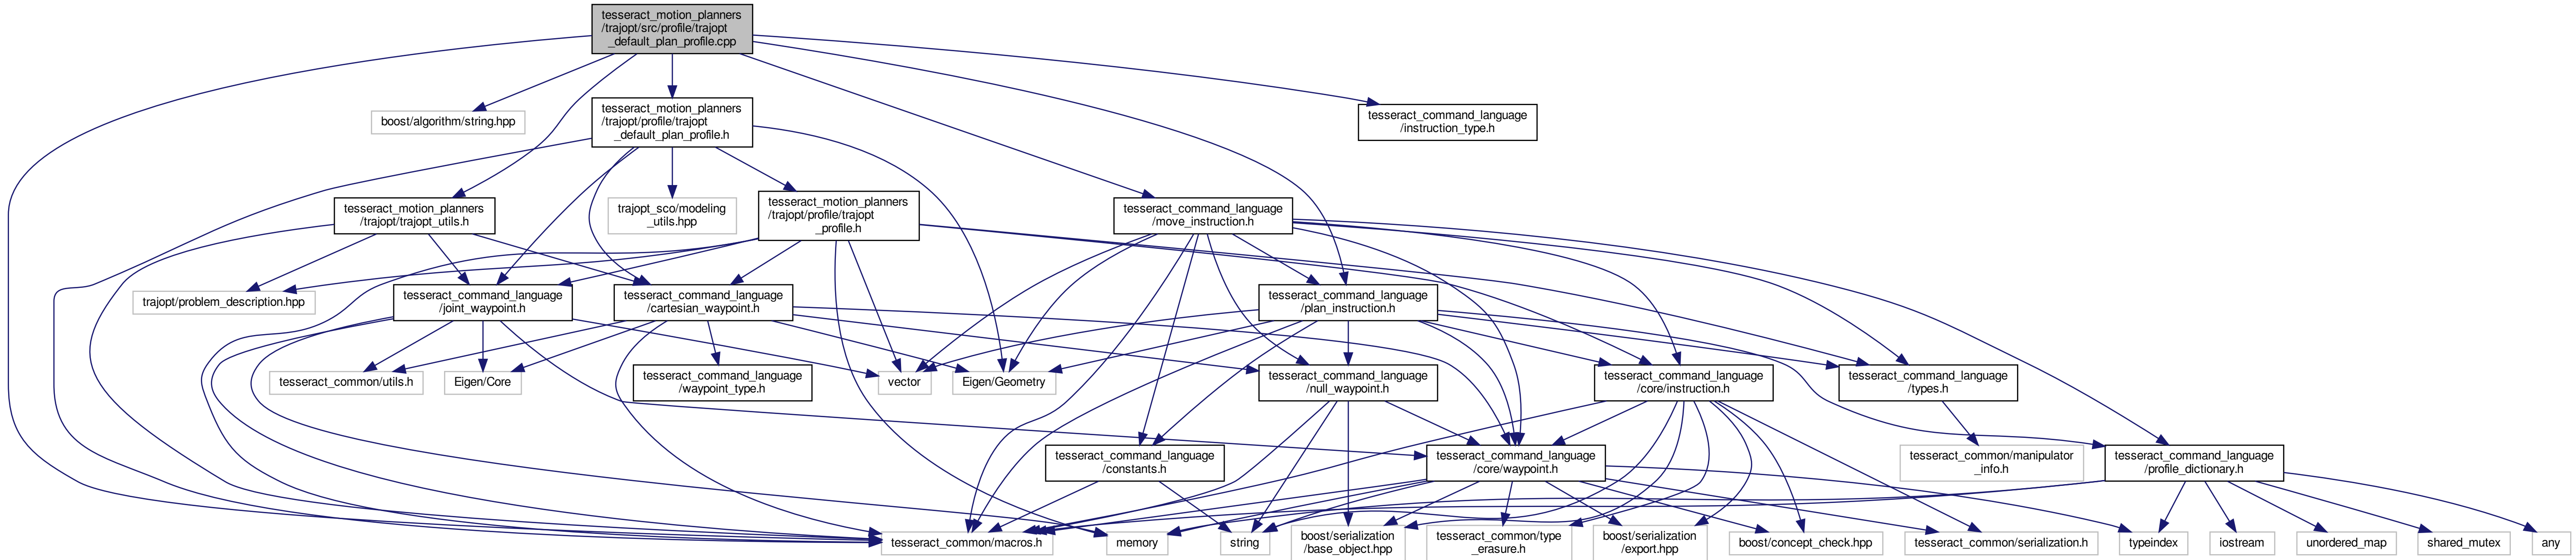 tesseract_motion_planners
/trajopt/src/profile/trajopt
_default_plan_profile.cpp
boost/algorithm/string.hpp
tesseract_motion_planners
/trajopt/profile/trajopt
_default_plan_profile.h
tesseract_command_language
/instruction_type.h
tesseract_motion_planners
/trajopt/trajopt_utils.h
trajopt_sco/modeling
_utils.hpp
tesseract_motion_planners
/trajopt/profile/trajopt
_profile.h
tesseract_command_language
/move_instruction.h
trajopt/problem_description.hpp
tesseract_command_language
/joint_waypoint.h
tesseract_command_language
/cartesian_waypoint.h
tesseract_command_language
/plan_instruction.h
tesseract_common/utils.h
Eigen/Core
tesseract_command_language
/waypoint_type.h
vector
Eigen/Geometry
tesseract_command_language
/null_waypoint.h
tesseract_command_language
/core/instruction.h
tesseract_command_language
/types.h
tesseract_command_language
/constants.h
tesseract_command_language
/core/waypoint.h
tesseract_common/manipulator
_info.h
tesseract_command_language
/profile_dictionary.h
tesseract_common/macros.h
memory
string
boost/serialization
/base_object.hpp
tesseract_common/type
_erasure.h
boost/serialization
/export.hpp
boost/concept_check.hpp
tesseract_common/serialization.h
typeindex
iostream
unordered_map
shared_mutex
any